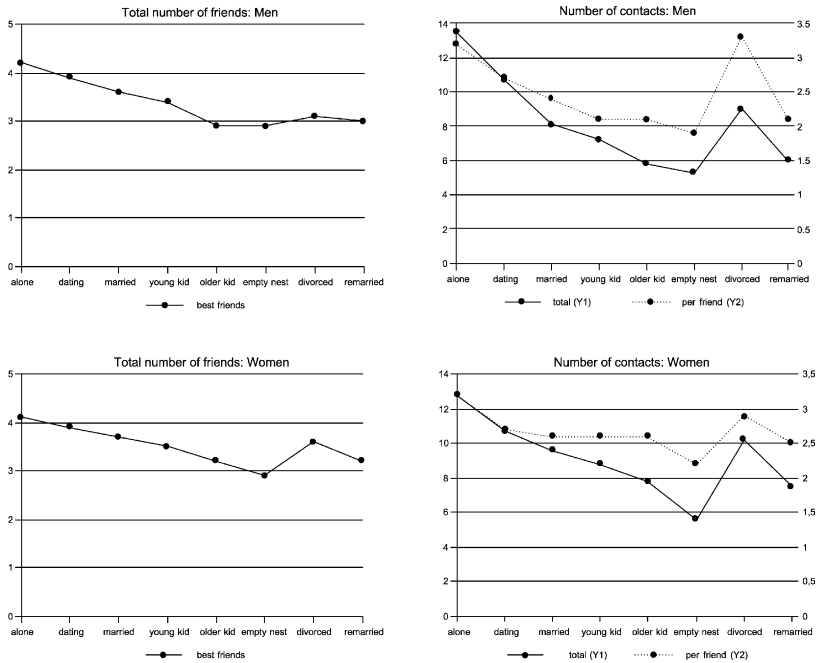 Total number of friends: Men
5
4
3
2
1
0
alone dating married young kid older kid empty nest divorced remarried
best friends
Number of contacts: Men
14 3.5
12 3
10 2.5
8 2
6 1.5
4 1
2 0.5
0 0
alone dating married young kid older kid empty nest divorced remarried
total (Y1) per friend (Y2)
Total number of friends: Women
5
4
3
2
1
0
alone dating married young kid older kid empty nest divorced remarried
best friends
Number of contacts: Women
14 3,5
12 3
10 2,5
8 2
6 1,5
4 1
2 0,5
0 0
alone dating married young kid older kid empty nest divorced remarried
total (Y1) per friend (Y2)